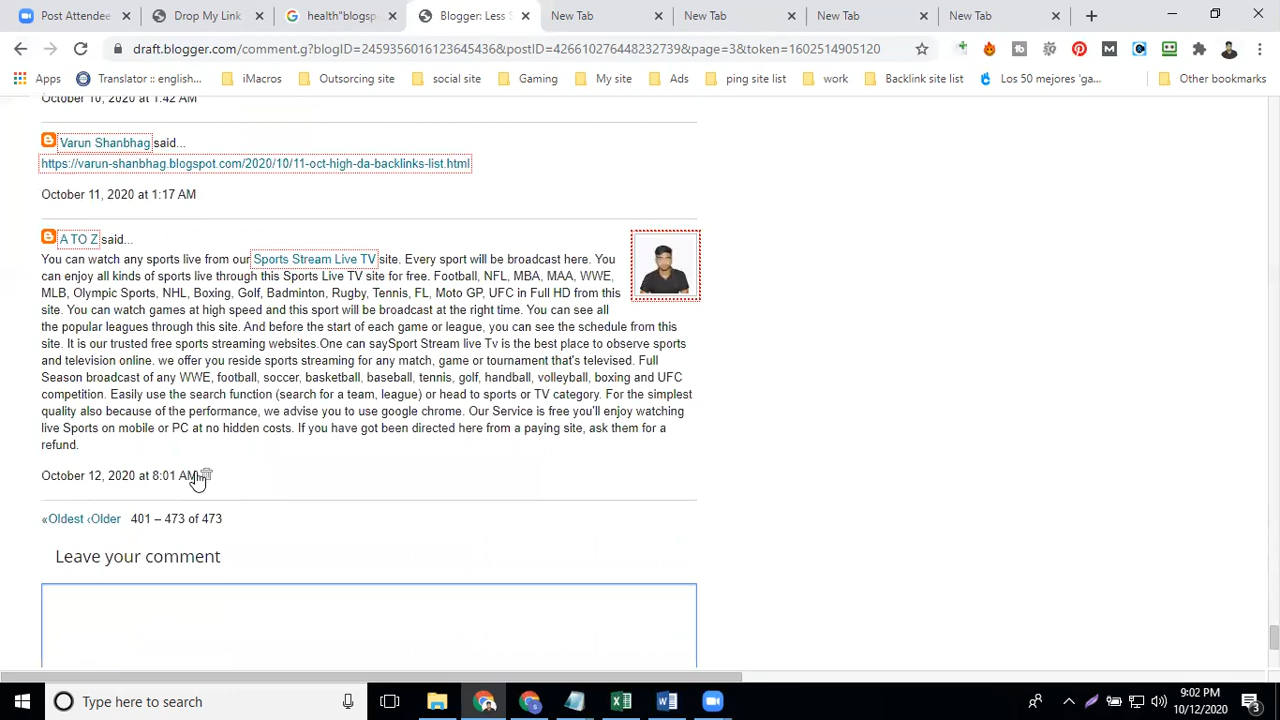 Post Attendee
Drop My Link
health"blogsp
Blogger: Less S
New Tab
New Tab
New Tab
New Tab
draft.blogger.com/comment.g?blogID=24593560161236454​36&postID=4266102764482327​39&page=3&token=1602514905120
Apps
Translator :: english...
iMacros
Outsorcing site
social site
Gaming
My site
Ads
ping site list
work
Backlink site list
Los 50 mejores 'ga...
Other bookmarks
October 10, 2020 at 1:42 AM
Varun Shanbhag said...
https://varun-shanbhag.blogspot.com/2020/10/11-oct-high-da-backlinks-list.html
October 11, 2020 at 1:17 AM
A TO Z said...
You can watch any sports live from our Sports Stream Live TV site. Every sport will be broadcast here. You
can enjoy all kinds of sports live through this Sports Live TV site for free. Football, NFL, MBA, MAA, WWE,
MLB, Olympic Sports, NHL, Boxing, Golf, Badminton, Rugby, Tennis, FL, Moto GP, UFC in Full HD from this
site. You can watch games at high speed and this sport will be broadcast at the right time. You can see all
the popular leagues through this site. And before the start of each game or league, you can see the schedule from this
site. It is our trusted free sports streaming websites.One can saySport Stream live Tv is the best place to observe sports
and television online. we offer you reside sports streaming for any match, game or tournament that's televised. Full
Season broadcast of any WWE, football, soccer, basketball, baseball, tennis, golf, handball, volleyball, boxing and UFC
competition. Easily use the search function (search for a team, league) or head to sports or TV category. For the simplest
quality also because of the performance, we advise you to use google chrome. Our Service is free you'll enjoy watching
live Sports on mobile or PC at no hidden costs. If you have got been directed here from a paying site, ask them for a
refund.
October 12, 2020 at 8:01 AM
«Oldest ‹Older 401 – 473 of 473
Leave your comment
Type here to search
9:02 PM
10/12/2020
3